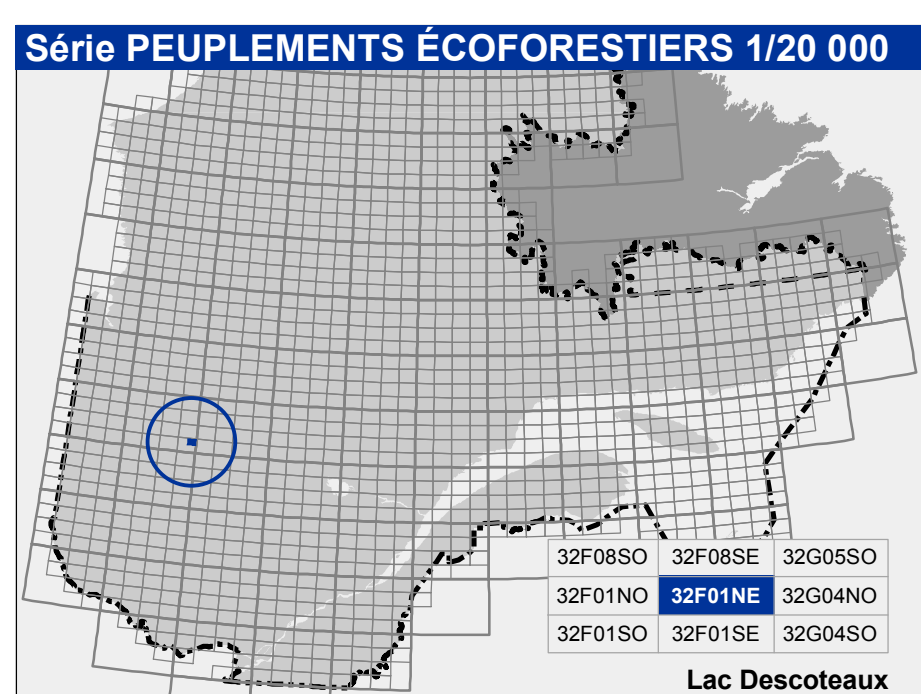 Série PEUPLEMENTS ÉCOFORESTIERS 1/20 000
32F08SO 32F08SE 32G05SO
32F01NO 32F01NE 32G04NO
32F01SO 32F01SE 32G04SO
Lac Descoteaux